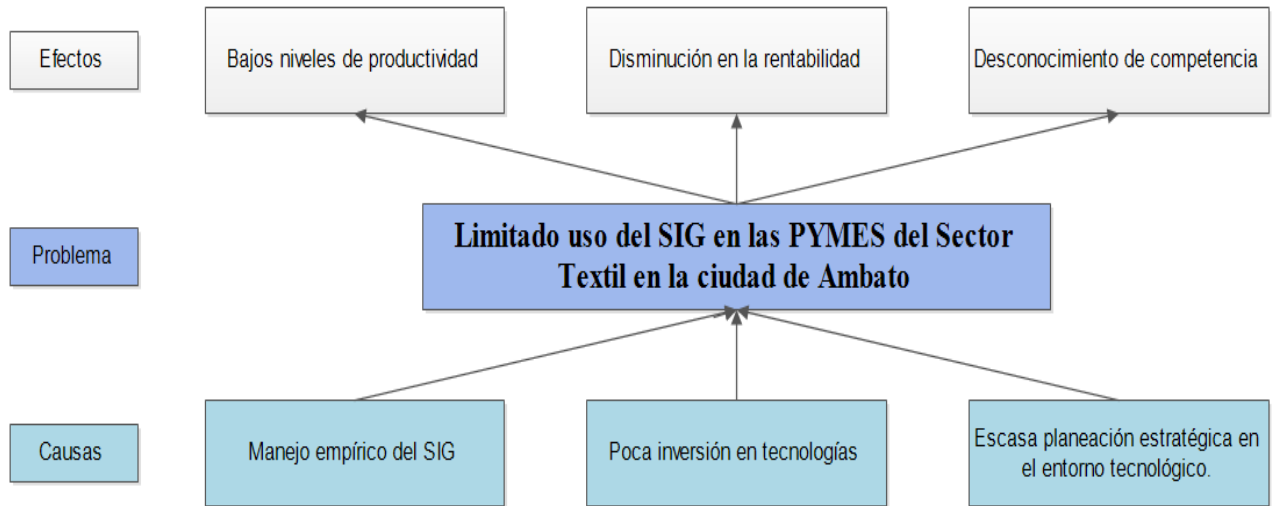 Efectos
Bajos niveles de productividad
Disminución en la rentabilidad
Desconocimiento de competencia
Problema
Limitado uso del SIG en las PYMES del Sector
Textil en la ciudad de Ambato
Causas
Manejo empírico del SIG
Poca inversión en tecnologías
Escasa planeación estratégica en
el entorno tecnológico.